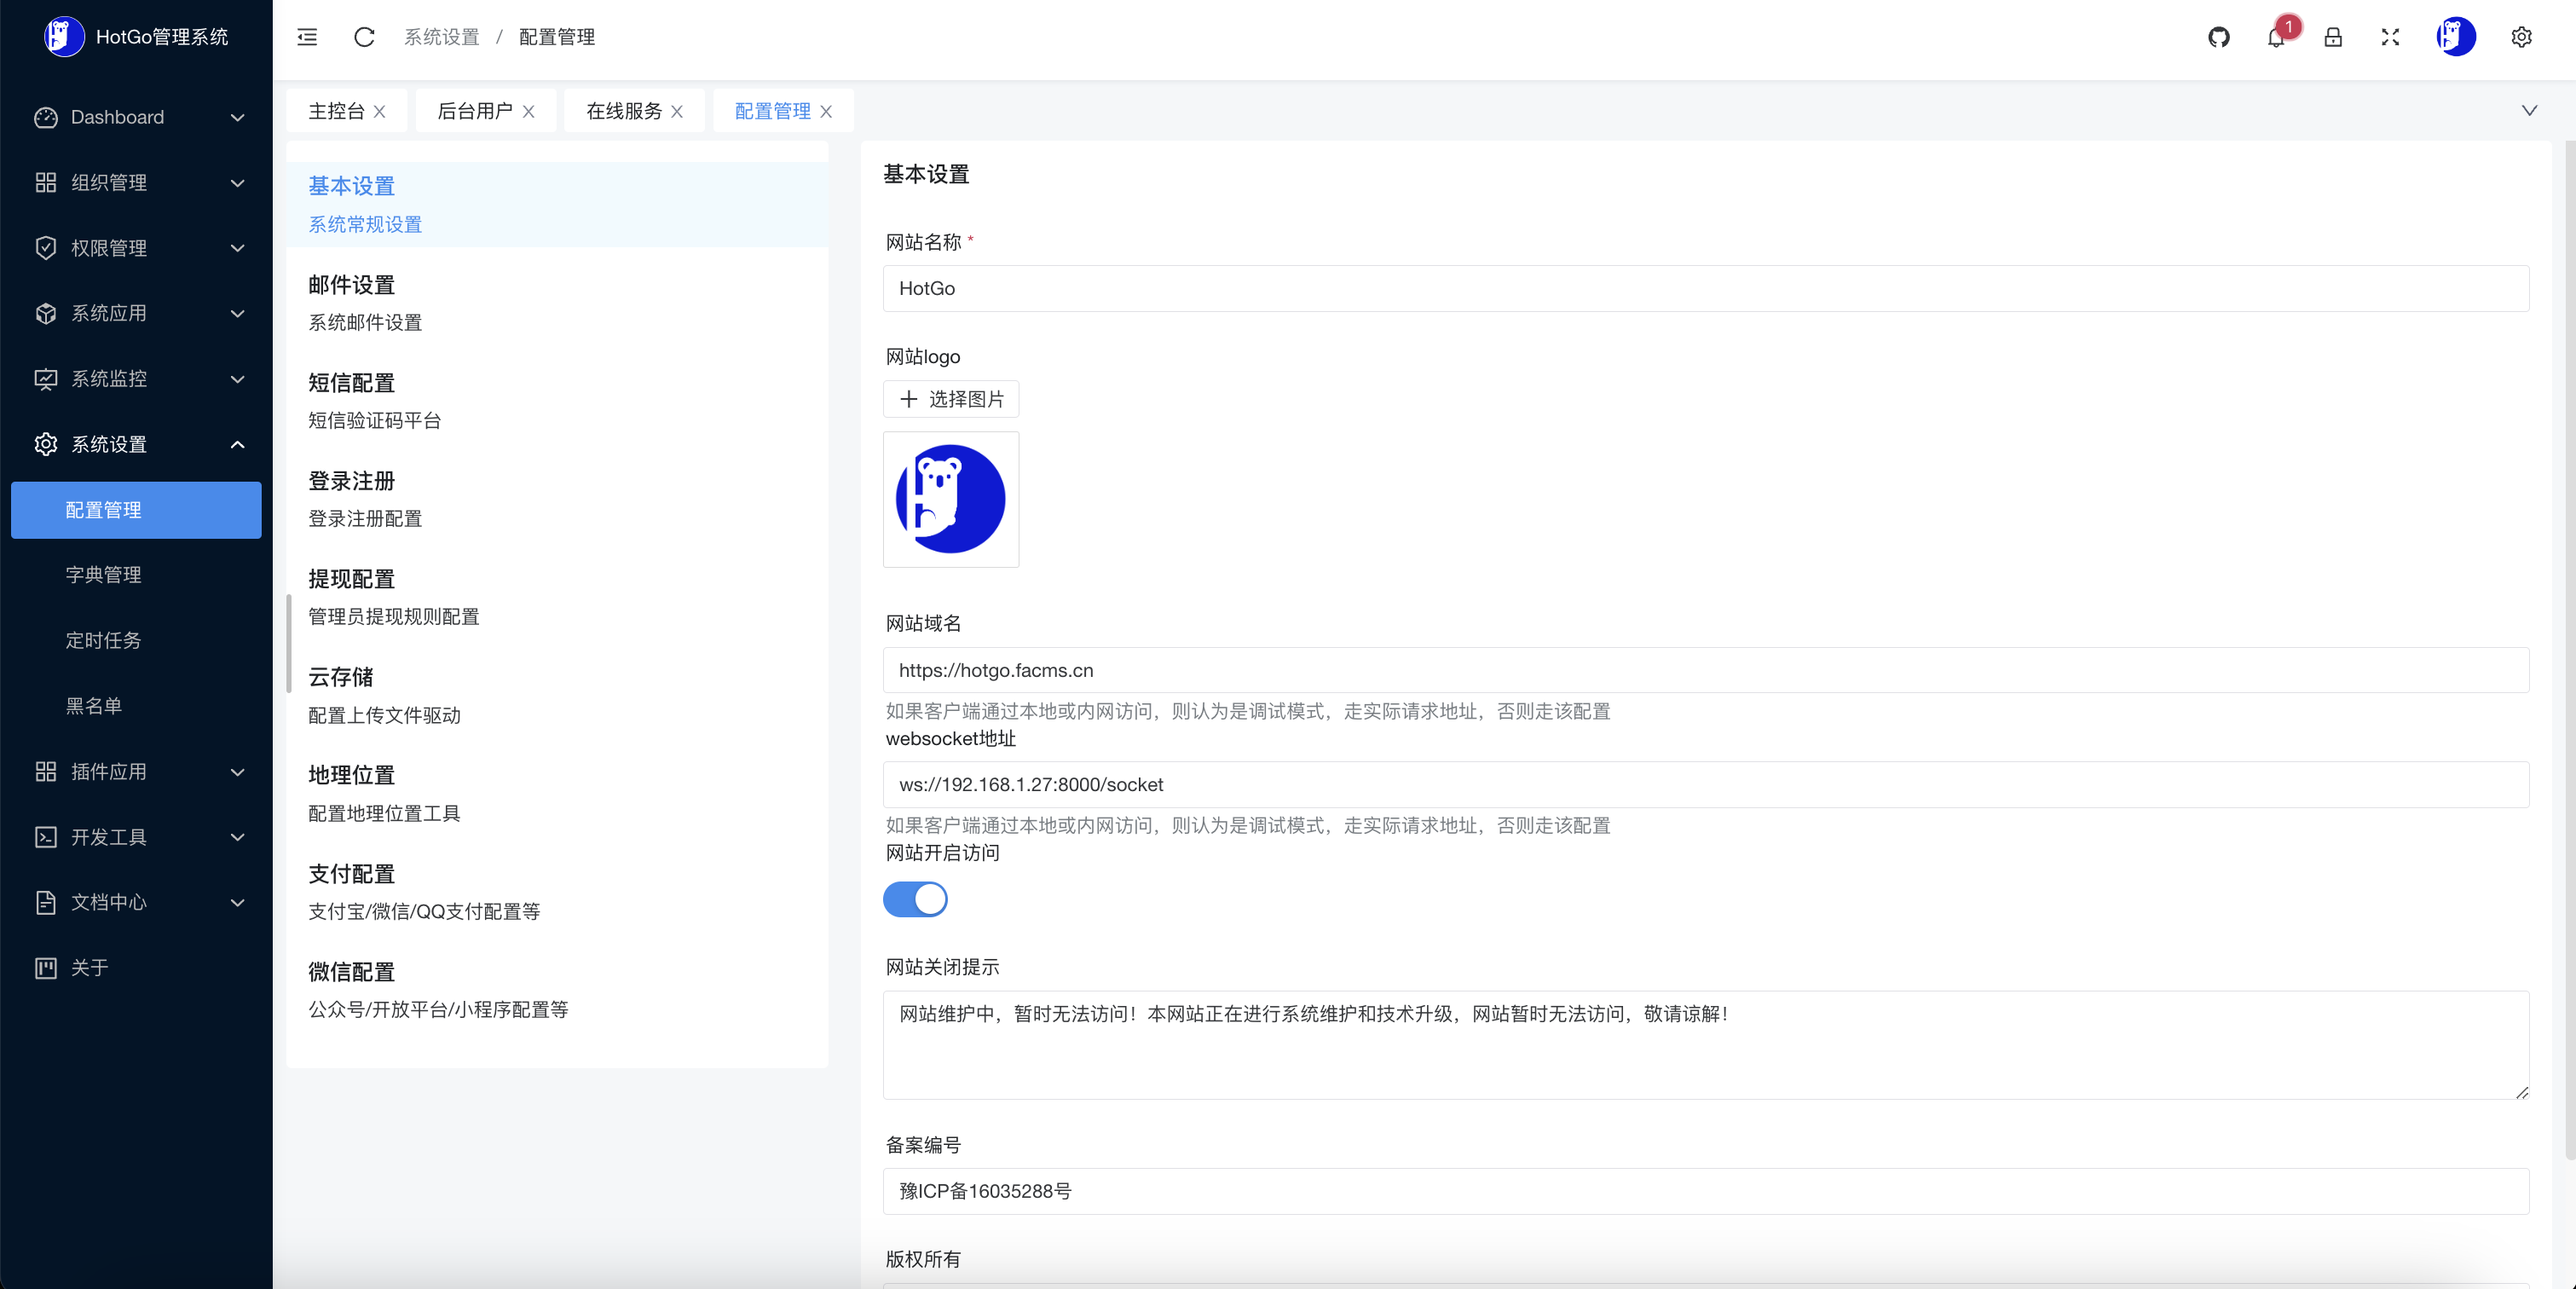 HotGo管理系统
Dashboard
组织管理
权限管理
系统应用
系统监控
系统设置
配置管理
字典管理
定时任务
黑名单
插件应用
开发工具
文档中心
关于
系统设置 / 配置管理
1
主控台
后台用户
在线服务
配置管理
基本设置
系统常规设置
邮件设置
系统邮件设置
短信配置
短信验证码平台
登录注册
登录注册配置
提现配置
管理员提现规则配置
云存储
配置上传文件驱动
地理位置
配置地理位置工具
支付配置
支付宝/微信/QQ支付配置等
微信配置
公众号/开放平台/小程序配置等
基本设置
网站名称 *
HotGo
网站logo
选择图片
网站域名
https://hotgo.facms.cn
如果客户端通过本地或内网访问，则认为是调试模式，走实际请求地址，否则走该配置
websocket地址
ws://192.168.1.27:8000/socket
如果客户端通过本地或内网访问，则认为是调试模式，走实际请求地址，否则走该配置
网站开启访问
网站关闭提示
网站维护中，暂时无法访问！本网站正在进行系统维护和技术升级，网站暂时无法访问，敬请谅解！
备案编号
豫ICP备16035288号
版权所有